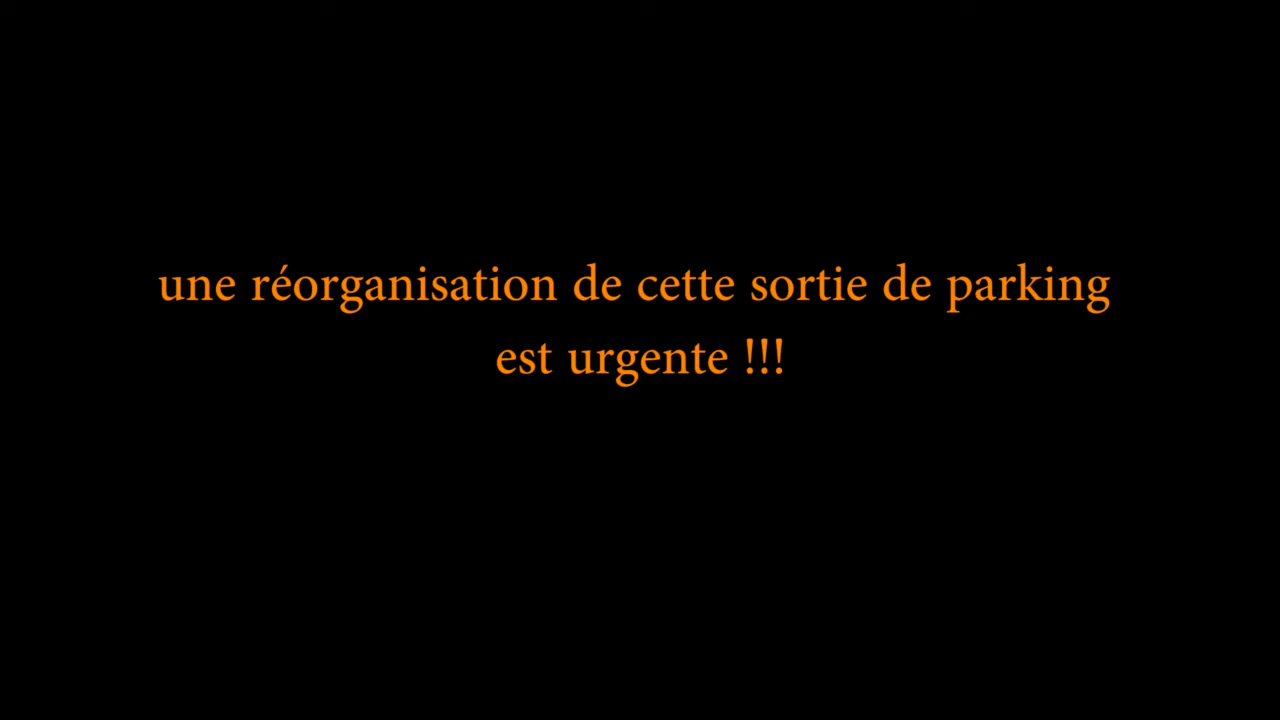 une réorganisation de cette sortie de parking
est urgente !!!